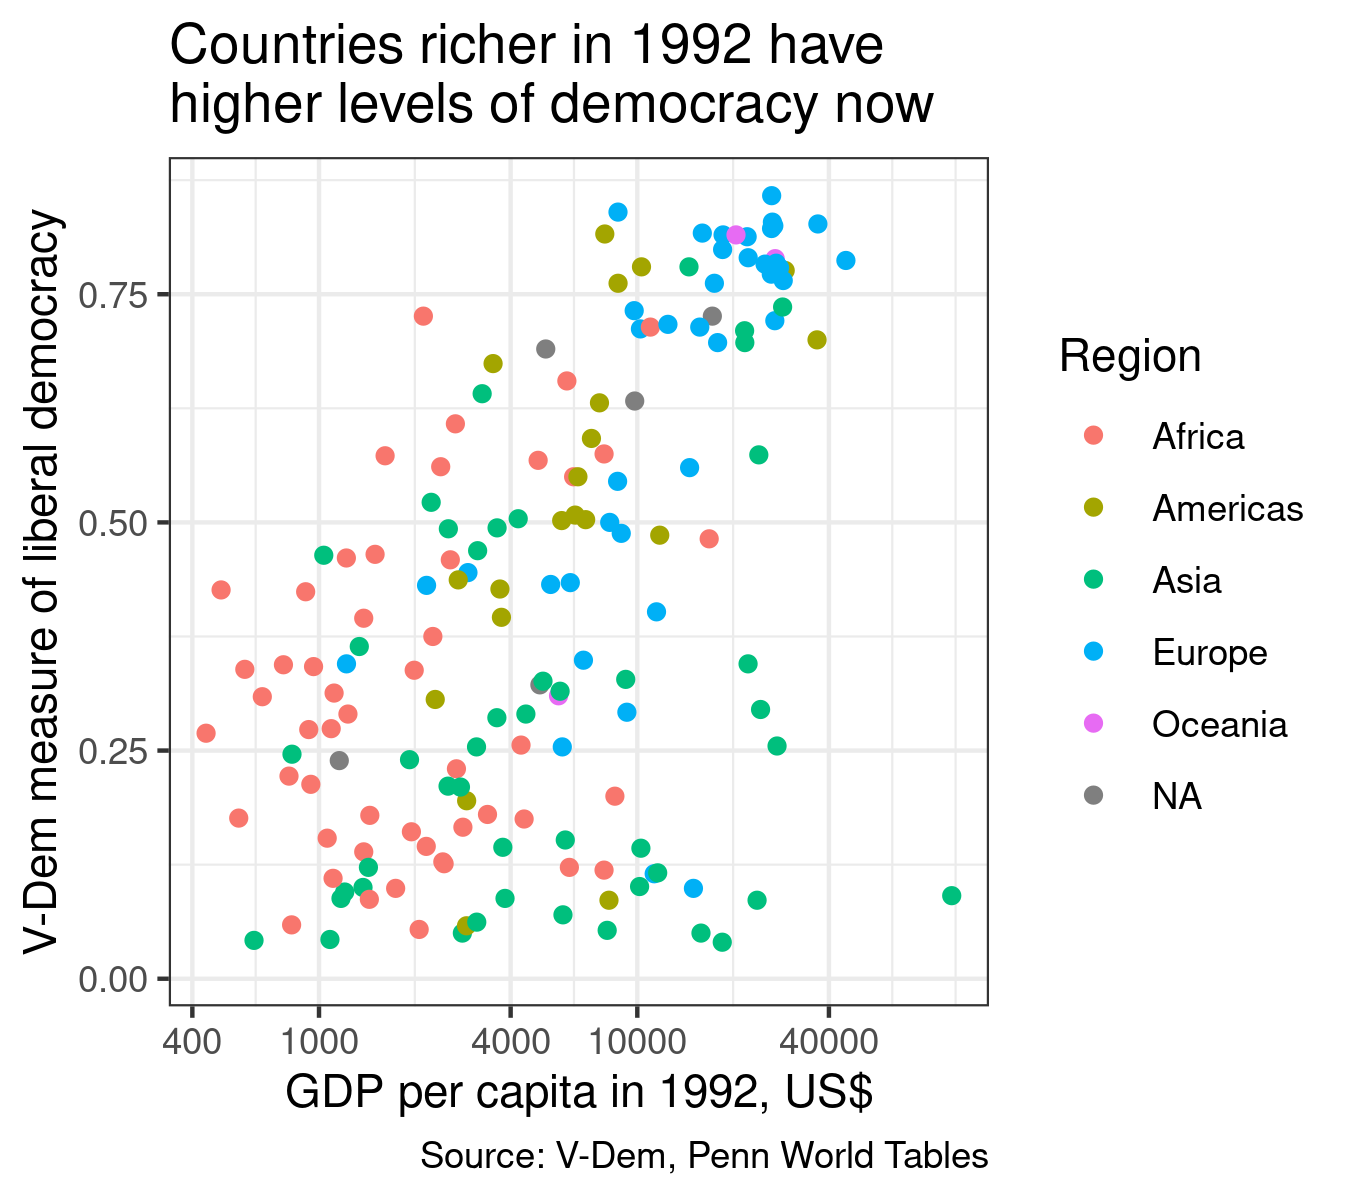 Countries richer in 1992 have
higher levels of democracy now
V-Dem measure of liberal democracy
0.75
0.50
0.25
0.00
400 1000 4000 10000 40000
GDP per capita in 1992, US$
Source: V-Dem, Penn World Tables
Region
Africa
Americas
Asia
Europe
Oceania
NA